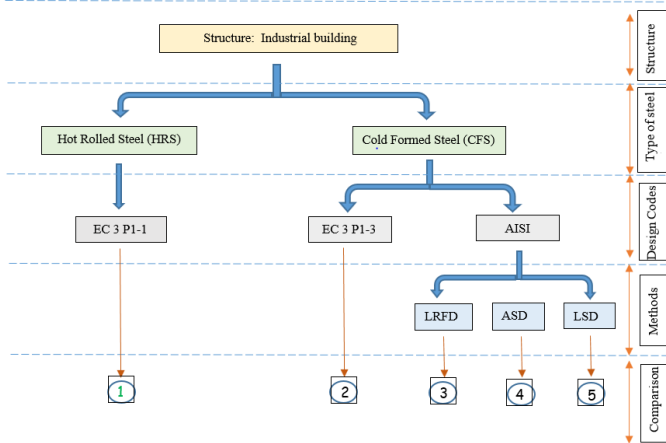 Structure: Industrial building
Structure
Hot Rolled Steel (HRS)
Cold Formed Steel (CFS)
Type of steel
EC 3 P1-1
EC 3 P1-3
AISI
Design Codes
LRFD
ASD
LSD
Methods
1
2
3
4
5
Comparison